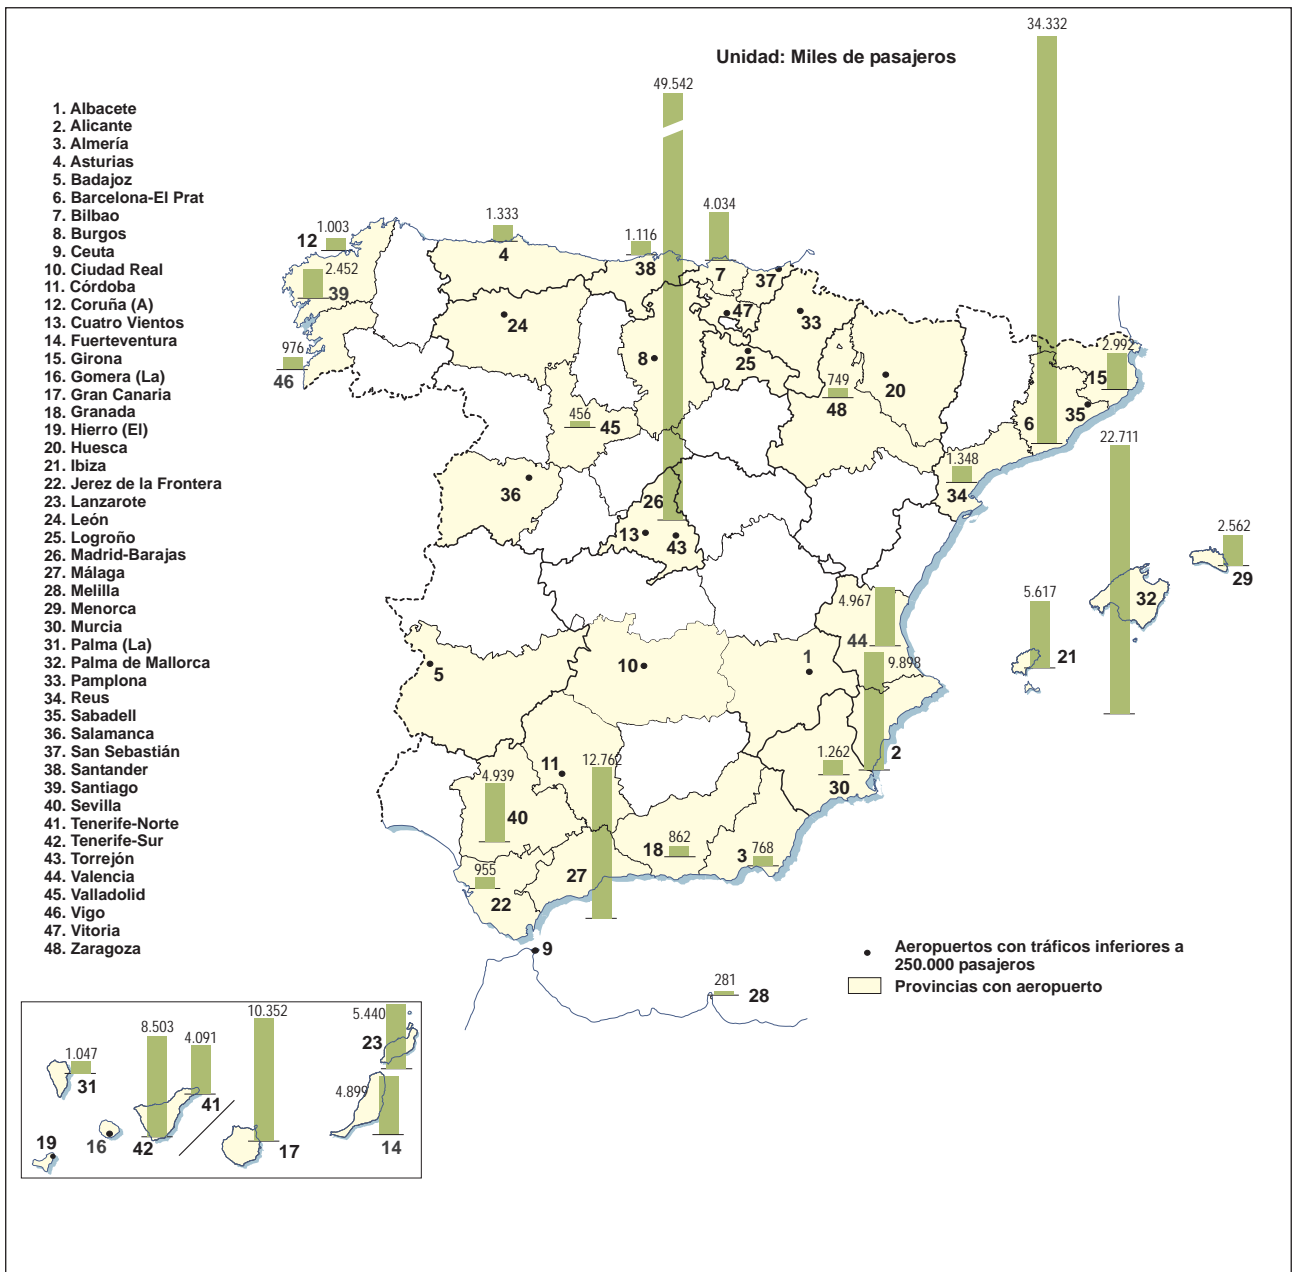 Unidad: Miles de pasajeros
1. Albacete
2. Alicante
3. Almería
4. Asturias
5. Badajoz
6. Barcelona-El Prat
7. Bilbao
8. Burgos
9. Ceuta
10. Ciudad Real
11. Córdoba
12. Coruña (A)
13. Cuatro Vientos
14. Fuerteventura
15. Girona
16. Gomera (La)
17. Gran Canaria
18. Granada
19. Hierro (El)
20. Huesca
21. Ibiza
22. Jerez de la Frontera
23. Lanzarote
24. León
25. Logroño
26. Madrid-Barajas
27. Málaga
28. Melilla
29. Menorca
30. Murcia
31. Palma (La)
32. Palma de Mallorca
33. Pamplona
34. Reus
35. Sabadell
36. Salamanca
37. San Sebastián
38. Santander
39. Santiago
40. Sevilla
41. Tenerife-Norte
42. Tenerife-Sur
43. Torrejón
44. Valencia
45. Valladolid
46. Vigo
47. Vitoria
48. Zaragoza
34.332
49.542
1.003
12
1.333
4
1.116
38
4.034
7
37
2.452
39
24
47
33
976
46
8
25
749
48
20
2.992
15
6
35
456
45
22.711
1.348
34
36
26
13
43
2.562
29
32
4.967
44
5.617
21
5
10
1
9.898
2
11
12.762
1.262
30
4.939
40
18
862
3
768
955
22
27
9
281
28
Aeropuertos con tráficos inferiores a
250.000 pasajeros
Provincias con aeropuerto
1.047
31
8.503
4.091
41
42
10.352
17
5.440
23
4.899
14
19
16